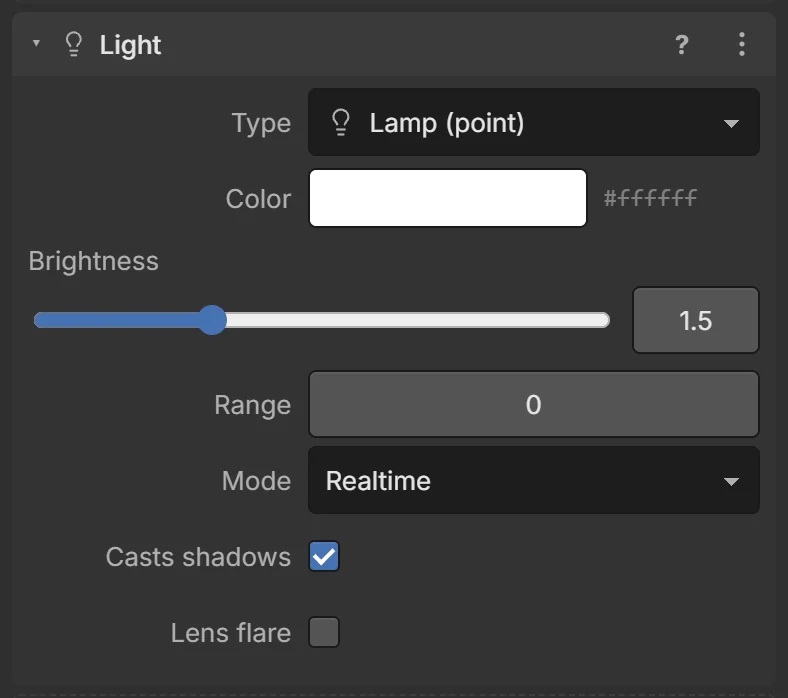 Light ?
Type Lamp (point)
Color #ffffff
Brightness
1.5
Range 0
Mode Realtime
Casts shadows
Lens flare